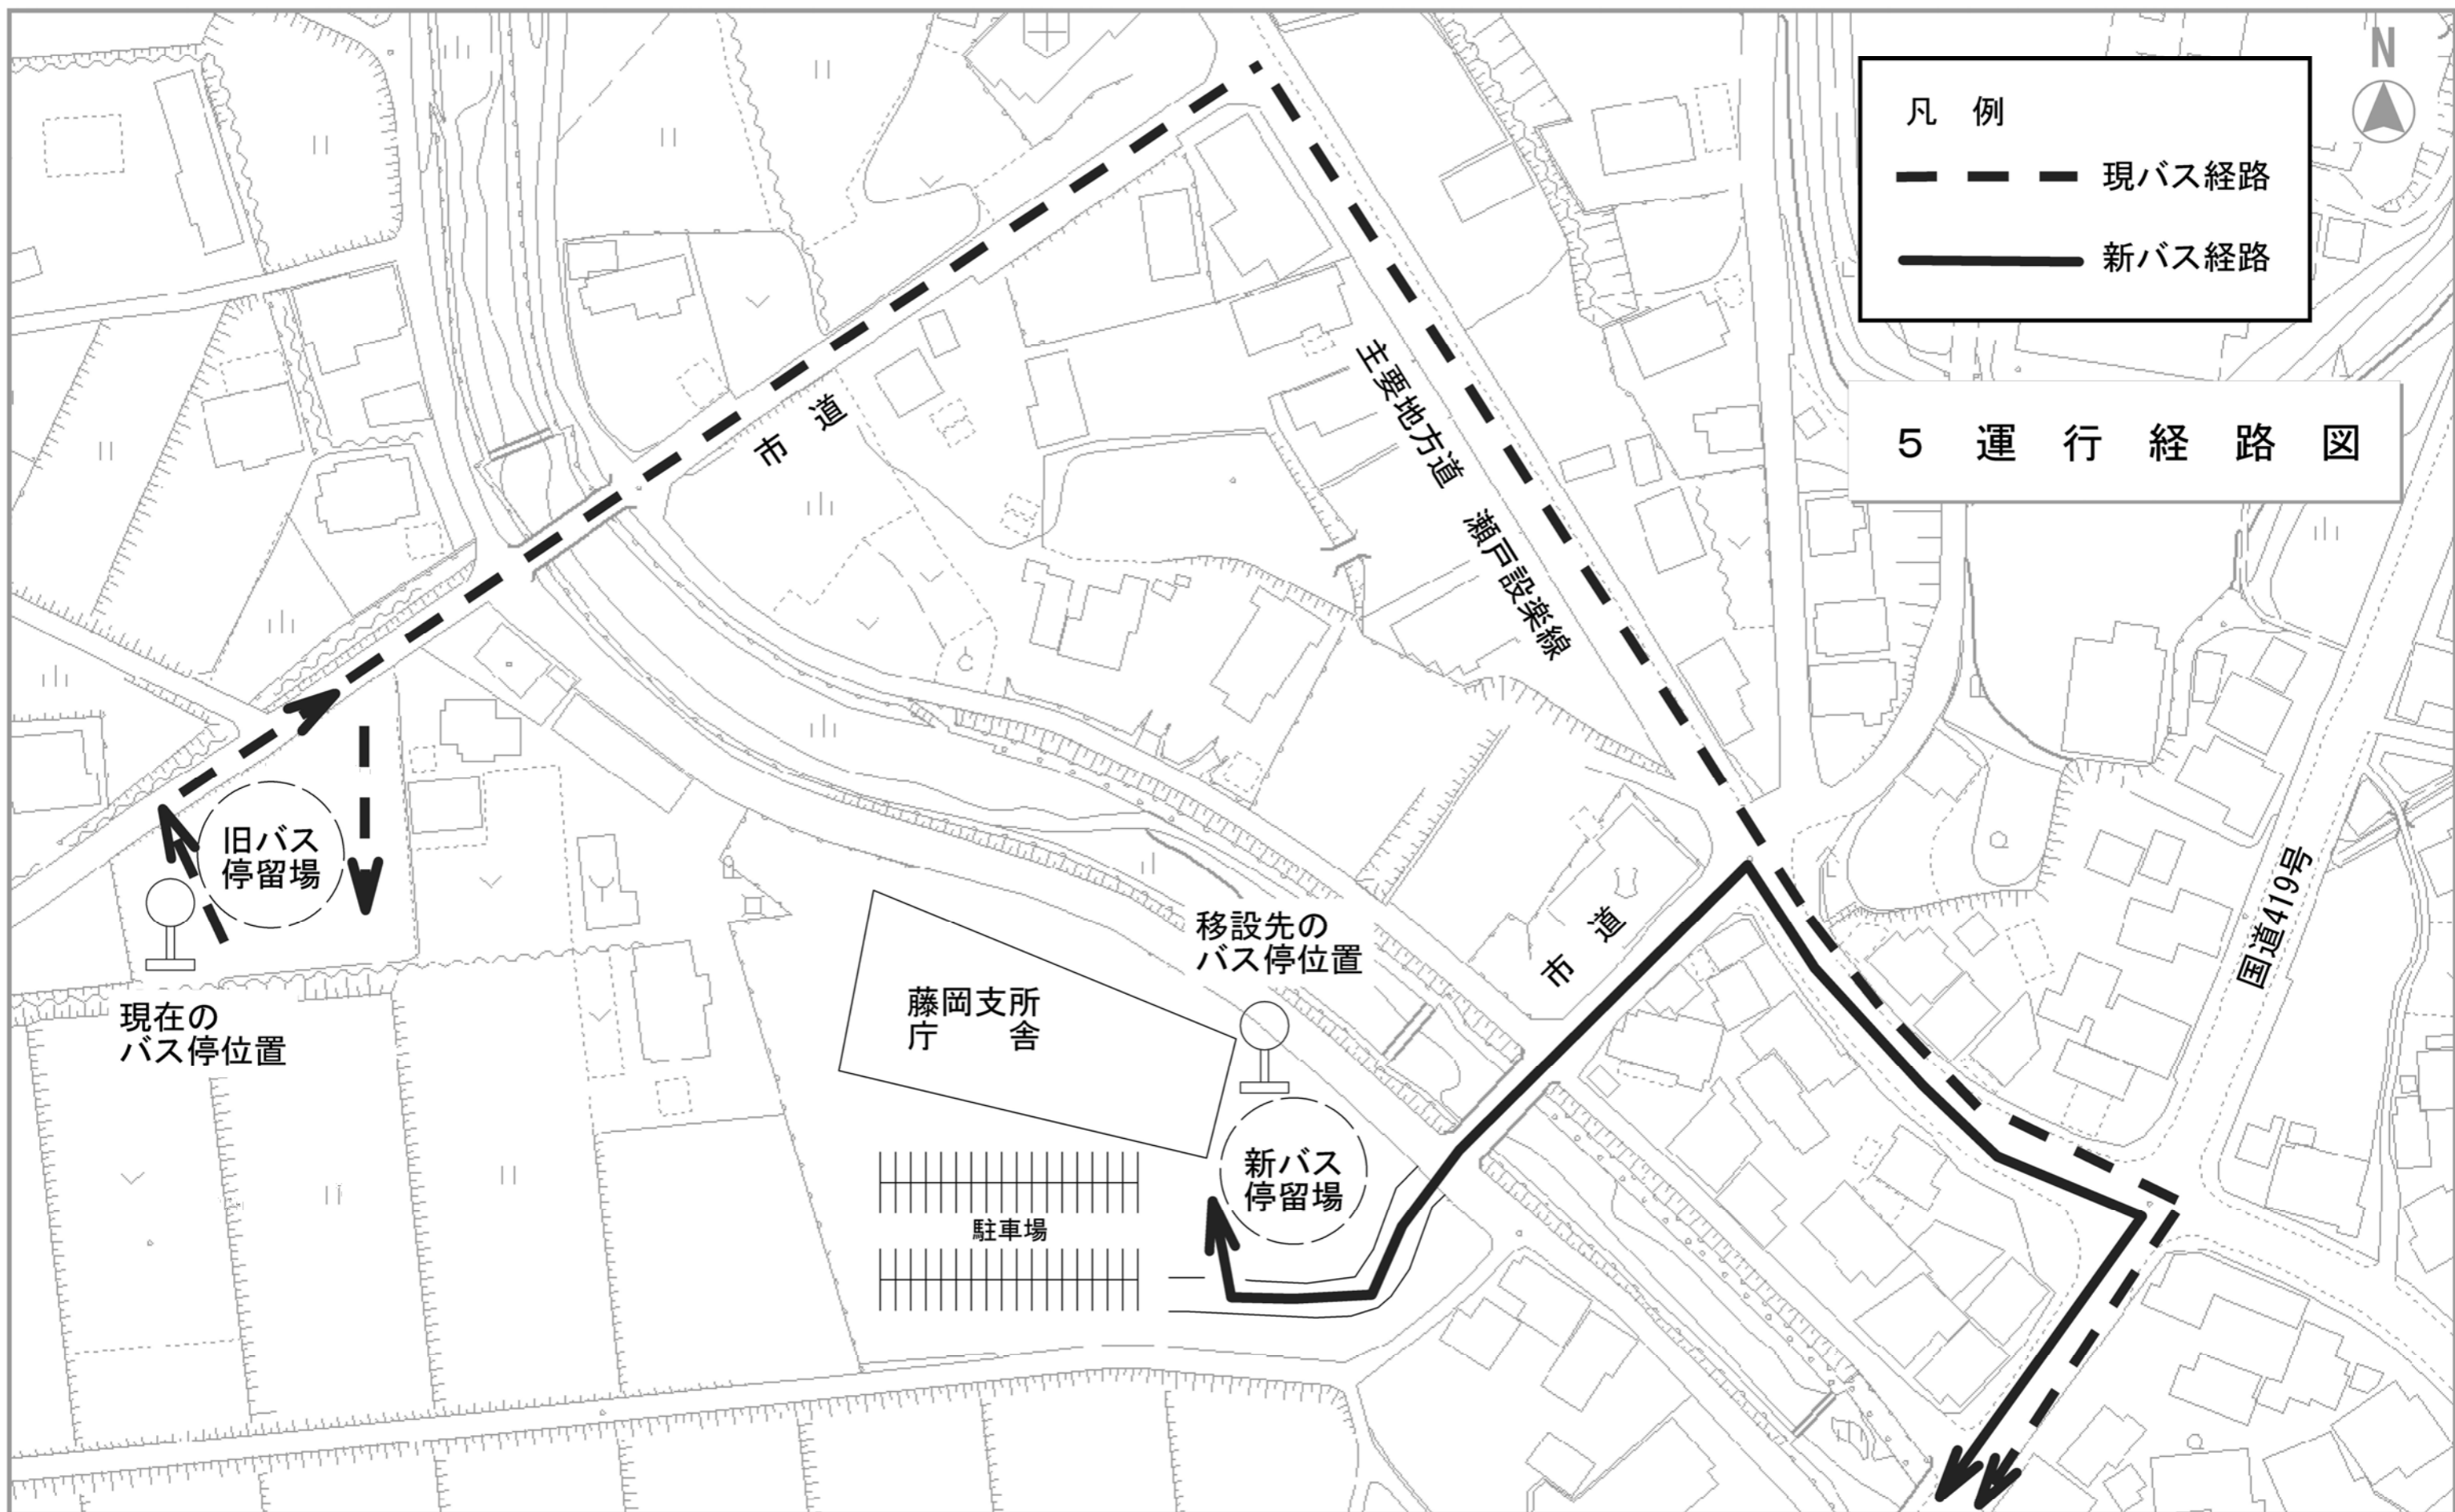 N
凡 例
現バス経路
新バス経路
5 運 行 経 路 図
市 道
主要地方道 瀬戸設楽線
国道419号
旧バス
停留場
現在の
バス停位置
移設先の
バス停位置
市 道
藤岡支所
庁 舎
新バス
停留場
駐車場